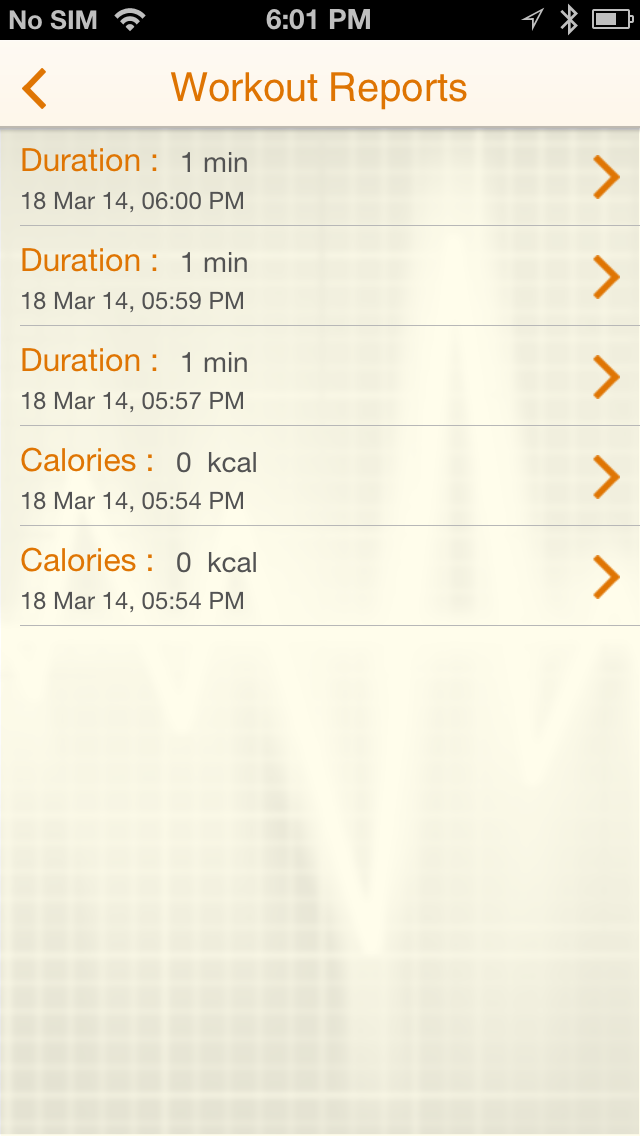 No SIM 6:01 PM
Workout Reports
Duration : 1 min
18 Mar 14, 06:00 PM
Duration : 1 min
18 Mar 14, 05:59 PM
Duration : 1 min
18 Mar 14, 05:57 PM
Calories : 0 kcal
18 Mar 14, 05:54 PM
Calories : 0 kcal
18 Mar 14, 05:54 PM